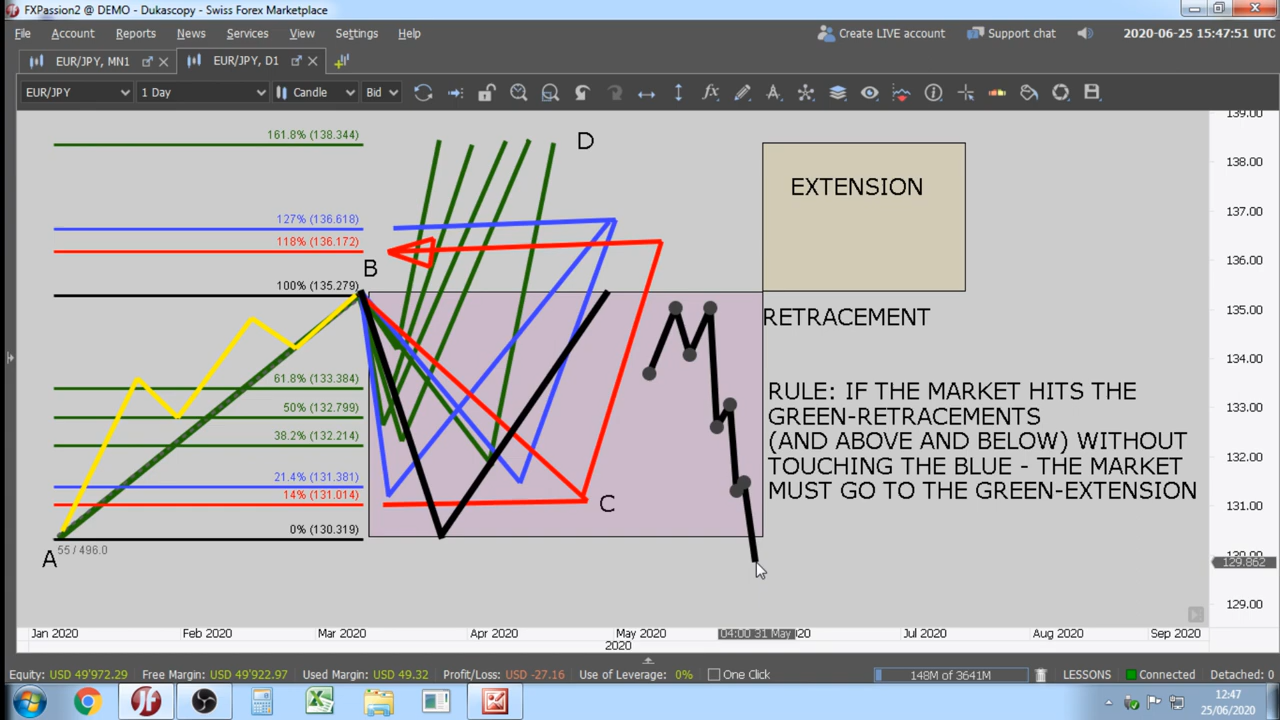 FXPassion2 @ DEMO - Dukascopy - Swiss Forex Marketplace
File Account Reports News Services View Settings Help
Create LIVE account Support chat 2020-06-25 15:47:51 UTC
EUR/JPY, MN1 EUR/JPY, D1
EUR/JPY 1 Day Candle Bid
139.00
161.8% (138.344)
D
138.00
EXTENSION
127% (136.618)
137.00
118% (136.172)
136.00
B
100% (135.279)
135.00
RETRACEMENT
134.00
61.8% (133.384)
RULE: IF THE MARKET HITS THE
GREEN-RETRACEMENTS
(AND ABOVE AND BELOW) WITHOUT
TOUCHING THE BLUE - THE MARKET
MUST GO TO THE GREEN-EXTENSION
50% (132.799)
133.00
38.2% (132.214)
132.00
21.4% (131.381)
14% (131.014)
131.00
C
0% (130.319)
A
55 / 496.0
130.00
129.862
129.00
Jan 2020 Feb 2020 Mar 2020 Apr 2020 May 2020 04:00 31 May Jul 2020 Aug 2020 Sep 2020
2020
Equity: USD 49'972.29 Free Margin: USD 49'922.97 Used Margin: USD 49.32 Profit/Loss: USD -27.16 Use of Leverage: 0% One Click 148M of 3641M LESSONS Connected Detached: 0
12:47
25/06/2020